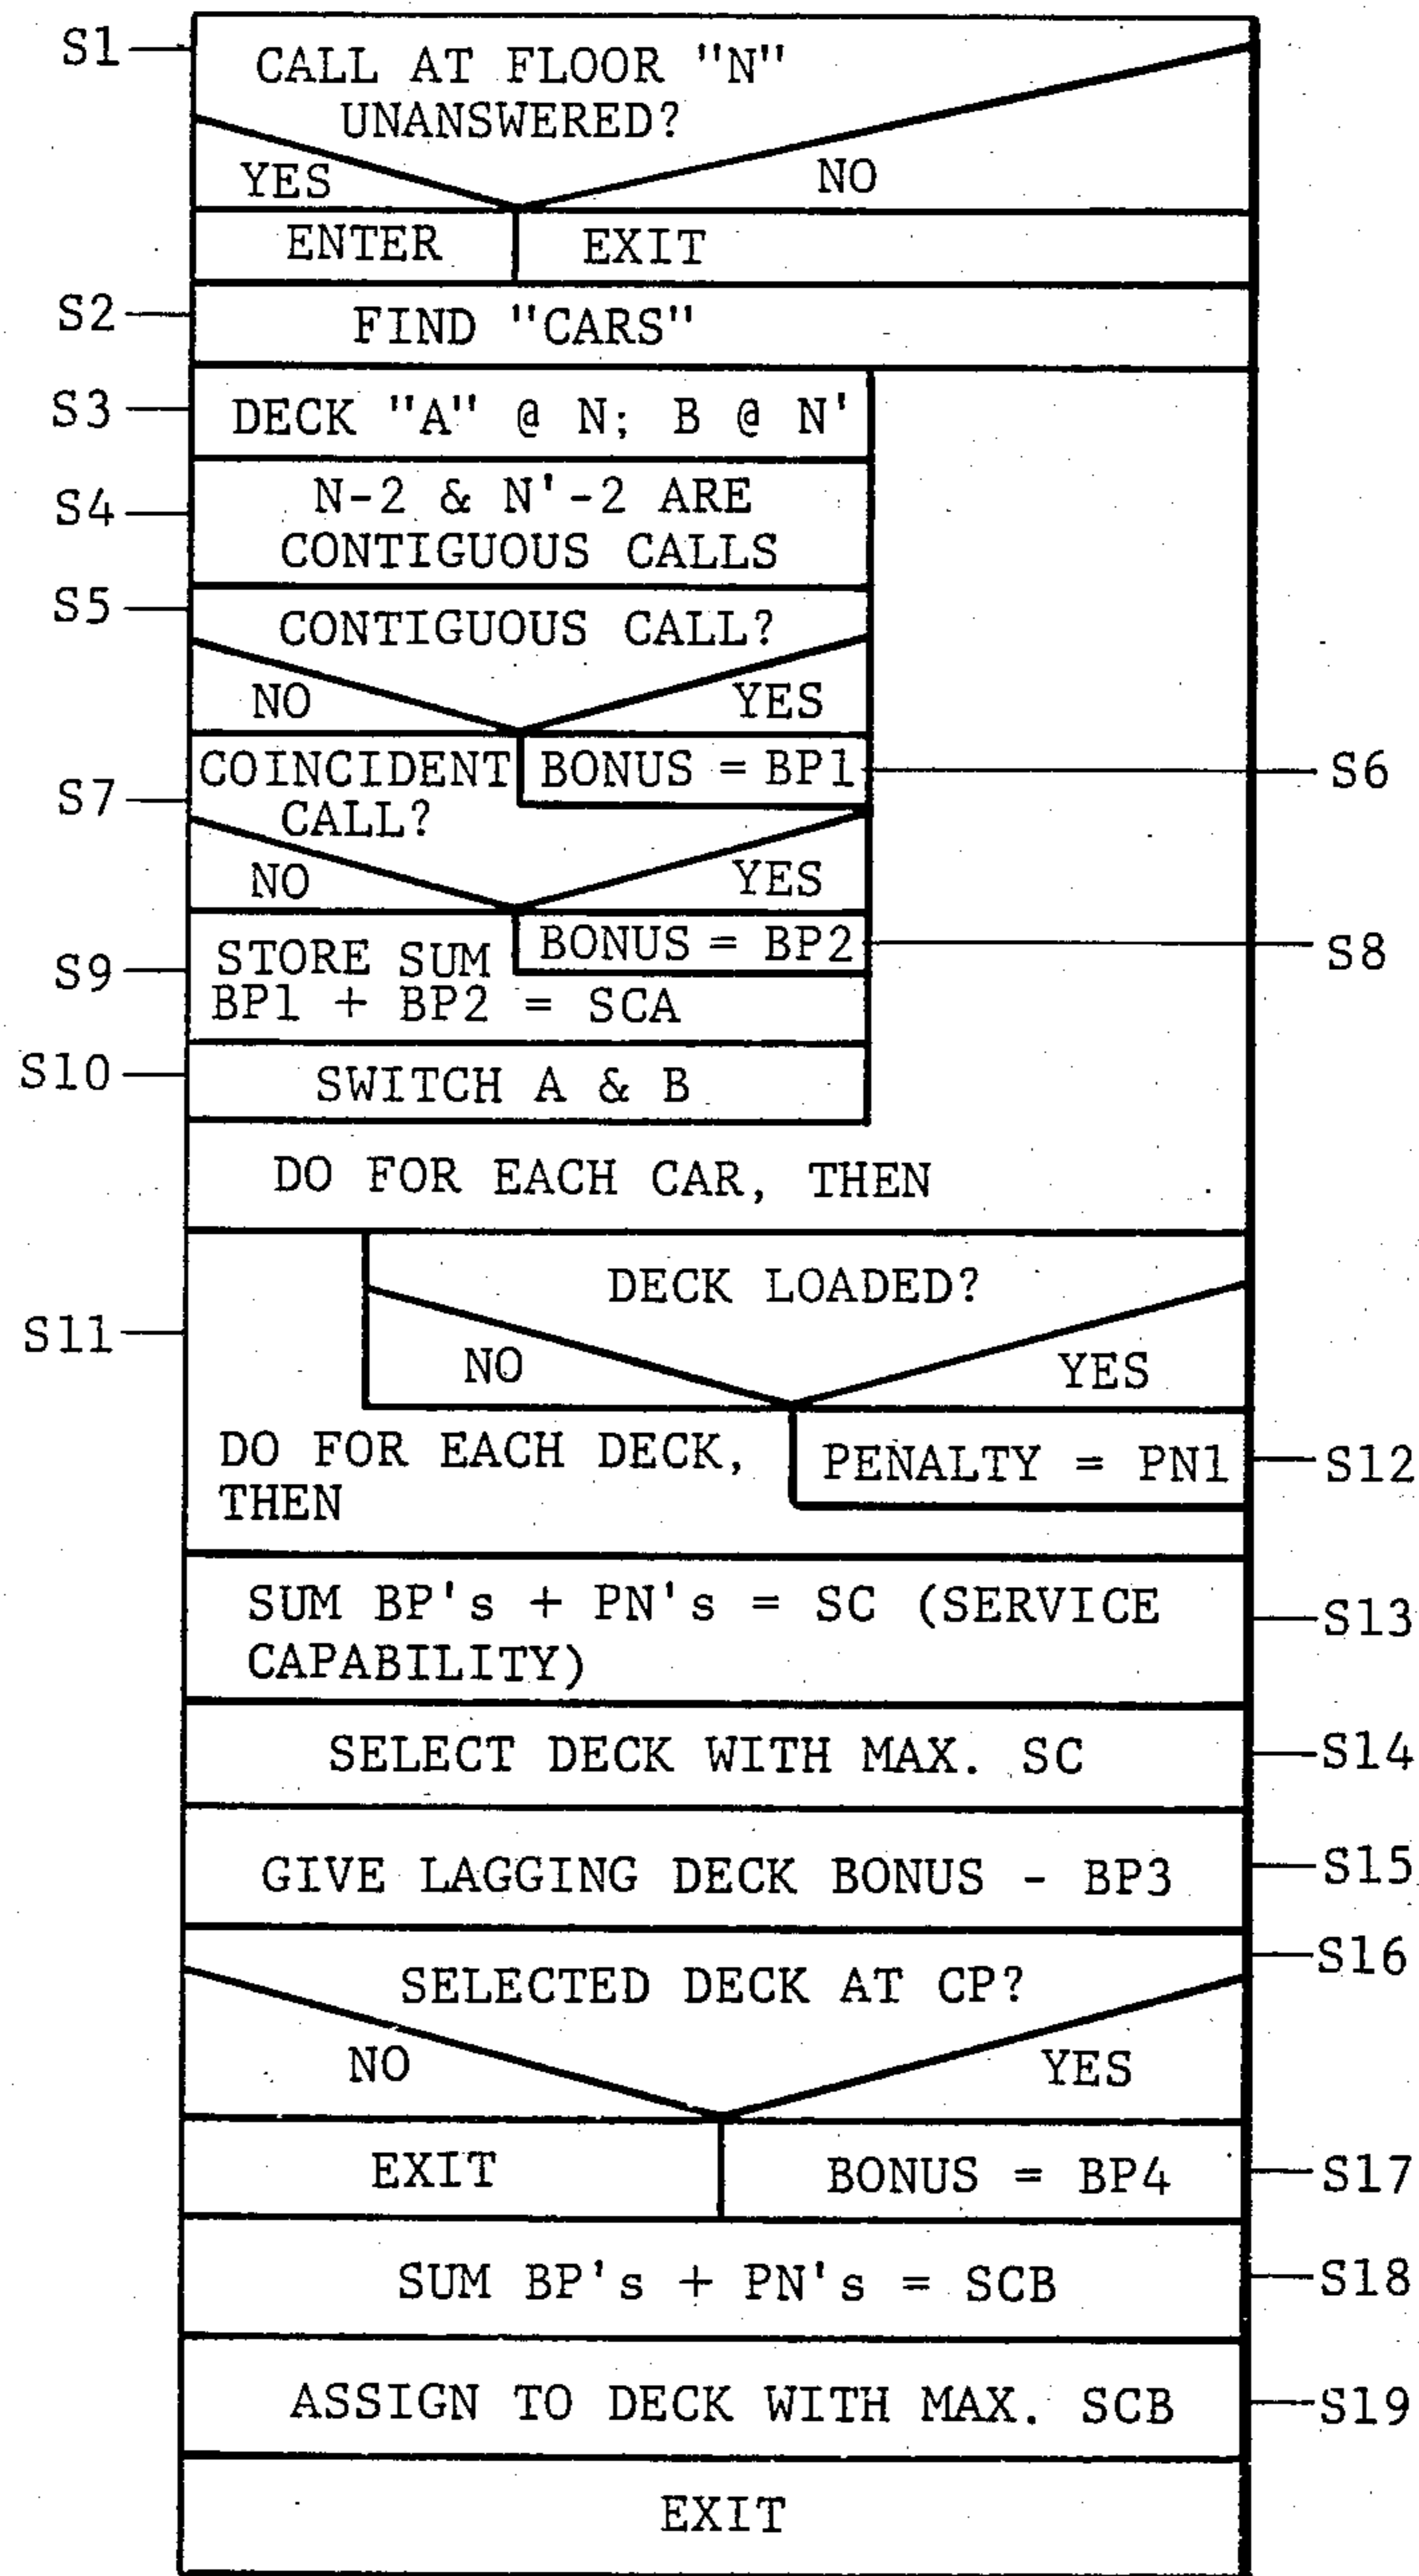 S1
CALL AT FLOOR "N"
UNANSWERED?
YES
NO
ENTER
EXIT
S2
FIND "CARS"
S3
DECK "A" @ N; B @ N'
S4
N-2 & N'-2 ARE
CONTIGUOUS CALLS
S5
CONTIGUOUS CALL?
NO
YES
COINCIDENT
CALL?
BONUS = BP1
S6
S7
NO
YES
BONUS = BP2
S8
S9
STORE SUM
BP1 + BP2 = SCA
S10
SWITCH A & B
DO FOR EACH CAR, THEN
DECK LOADED?
S11
NO
YES
DO FOR EACH DECK,
THEN
PENALTY = PN1
S12
SUM BP's + PN's = SC (SERVICE
CAPABILITY)
S13
SELECT DECK WITH MAX. SC
S14
GIVE LAGGING DECK BONUS - BP3
S15
SELECTED DECK AT CP?
S16
NO
YES
EXIT
BONUS = BP4
S17
SUM BP's + PN's = SCB
S18
ASSIGN TO DECK WITH MAX. SCB
S19
EXIT